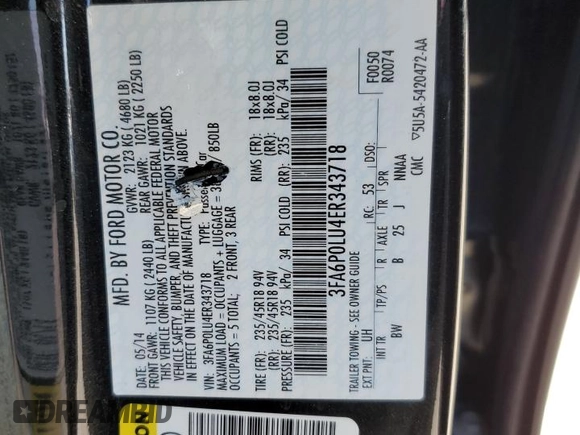 MFD. BY FORD MOTOR CO.
DATE: 05/14 GVWR: 2123 KG ( 4680 LB)
FRONT GAWR: 1107 KG ( 2440 LB) REAR GAWR: 1021 KG ( 2250 LB)
THIS VEHICLE CONFORMS TO ALL APPLICABLE FEDERAL MOTOR
VEHICLE SAFETY, BUMPER, AND THEFT PREVENTION STANDARDS
IN EFFECT ON THE DATE OF MANUFACTURE SHOWN ABOVE.
VIN: 3FA6P0LU4ER343718 TYPE: Passenger Car
MAXIMUM LOAD = OCCUPANTS + LUGGAGE = / 850LB
OCCUPANTS = 5 TOTAL: 2 FRONT, 3 REAR
TIRE (FR): 235/45R18 94V RIMS (FR): 18x8.0J
(RR): 235/45R18 94V (RR): 18x8.0J
PRESSURE (FR): 235 kPa/ 34 PSI COLD (RR): 235 kPa/ 34 PSI COLD
3FA6P0LU4ER343718
TRAILER TOWING - SEE OWNER GUIDE
F0050
R0074
EXT PNT: UH RC: 53 DSO:
INT TR TP/PS R AXLE TR SPR
BW B 25 J NNAA
CMC ▽5U5A-5420472-AA
ON
DREAMBID